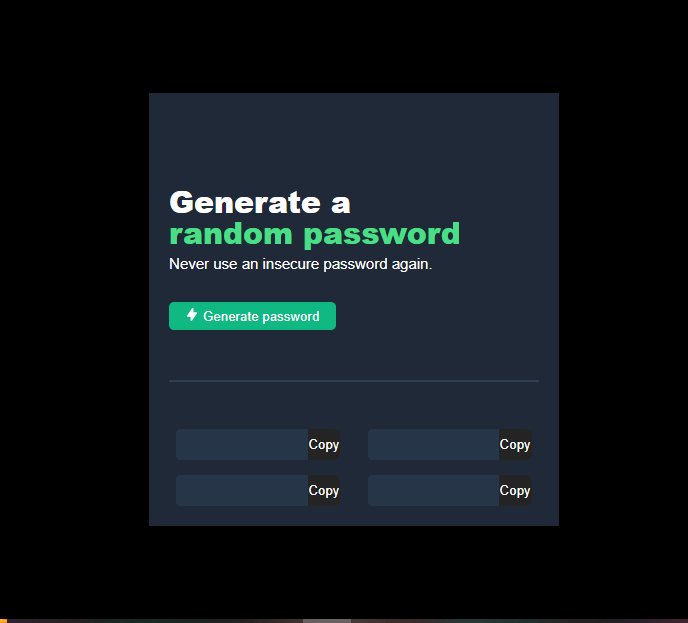 Generate a
random password
Never use an insecure password again.
Generate password
Copy Copy
Copy Copy